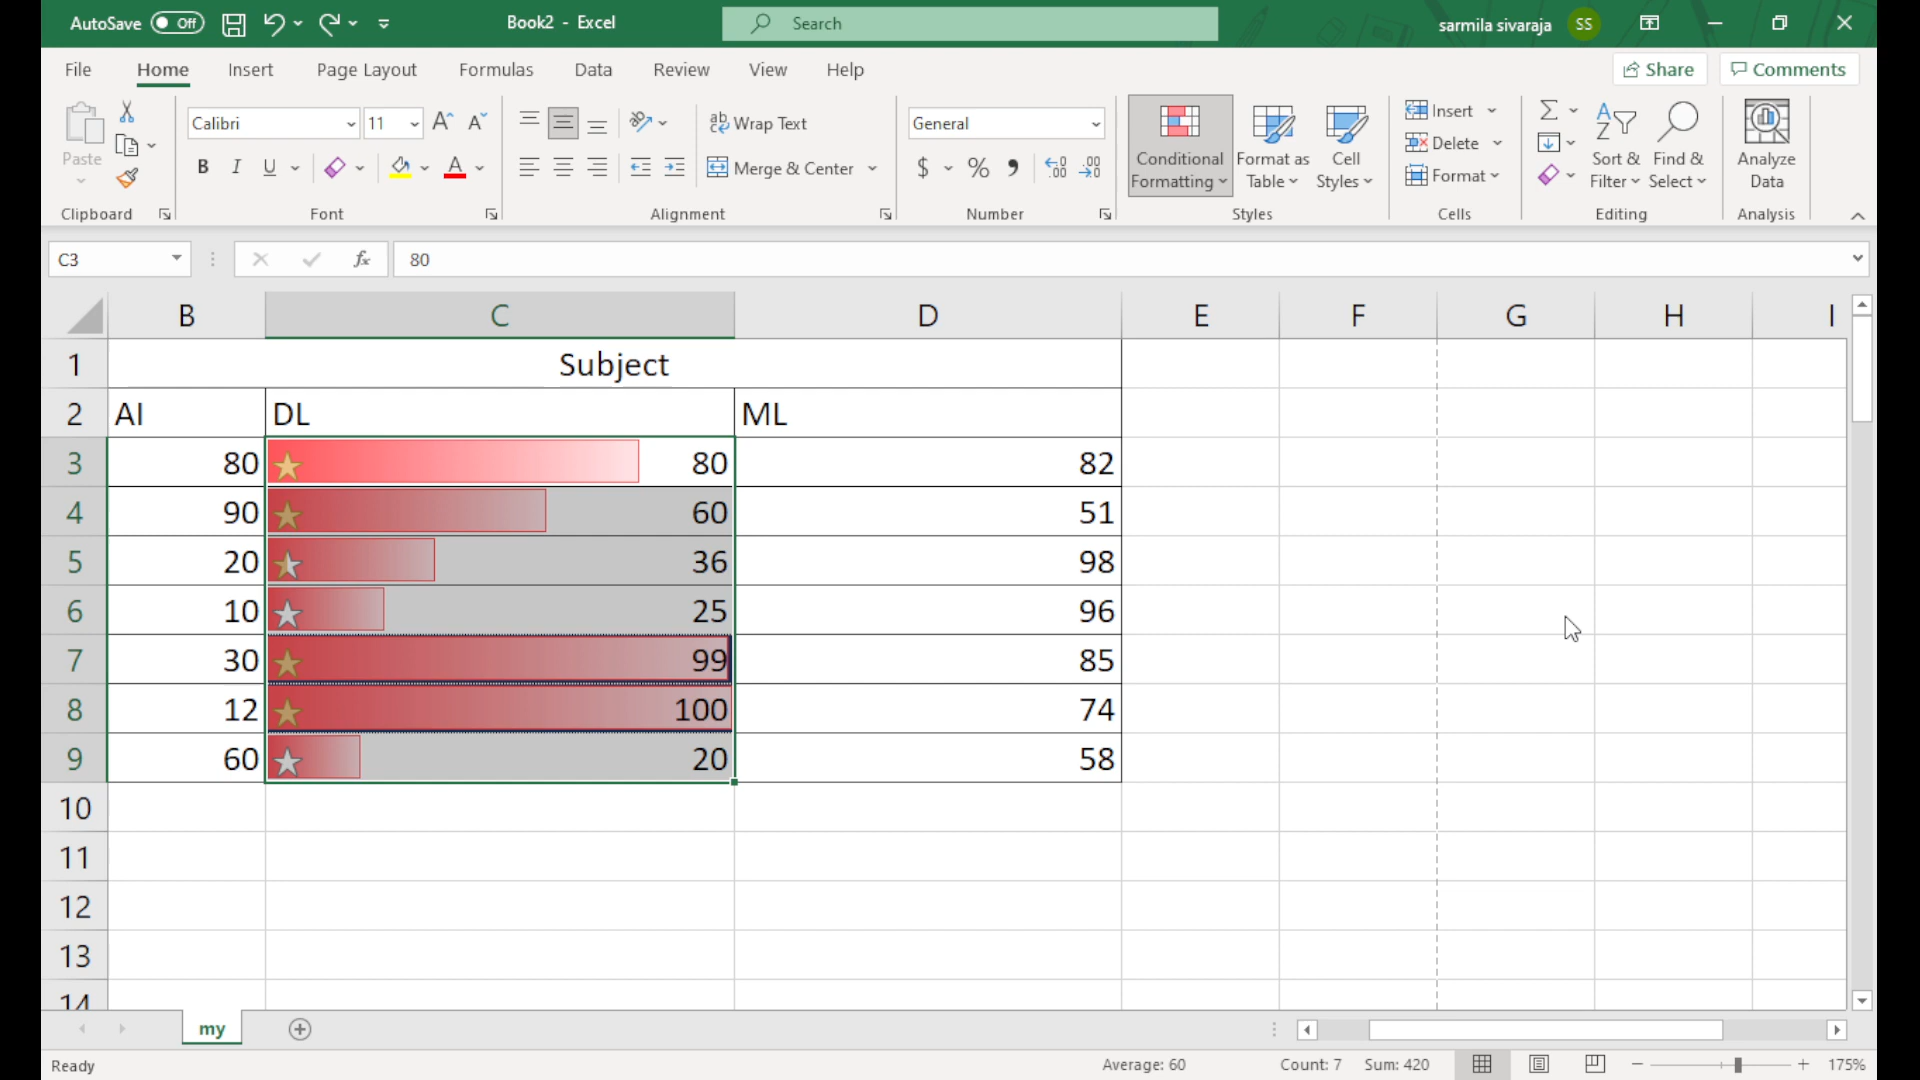 AutoSave Off Book2 - Excel Search sarmila sivaraja SS
File Home Insert Page Layout Formulas Data Review View Help Share Comments
Paste Calibri 11 A A ab Wrap Text General Conditional Formatting Format as Table Cell Styles Insert Delete Format Σ A Z Sort & Filter Find & Select Analyze Data
B I U A Merge & Center $ % , .00
Clipboard Font Alignment Number Styles Cells Editing Analysis
C3 fx 80
B C D E F G H I
1 Subject
2 AI DL ML
3 80 80 82
4 90 60 51
5 20 36 98
6 10 25 96
7 30 99 85
8 12 100 74
9 60 20 58
10
11
12
13
14
my
Ready Average: 60 Count: 7 Sum: 420 175%